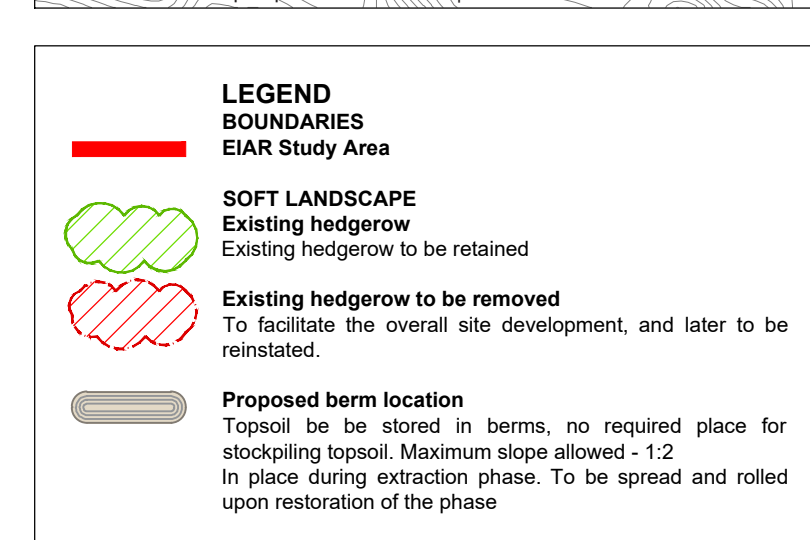 LEGEND
BOUNDARIES
EIAR Study Area
SOFT LANDSCAPE
Existing hedgerow
Existing hedgerow to be retained
Existing hedgerow to be removed
To facilitate the overall site development, and later to be
reinstated.
Proposed berm location
Topsoil be be stored in berms, no required place for
stockpiling topsoil. Maximum slope allowed - 1:2
In place during extraction phase. To be spread and rolled
upon restoration of the phase